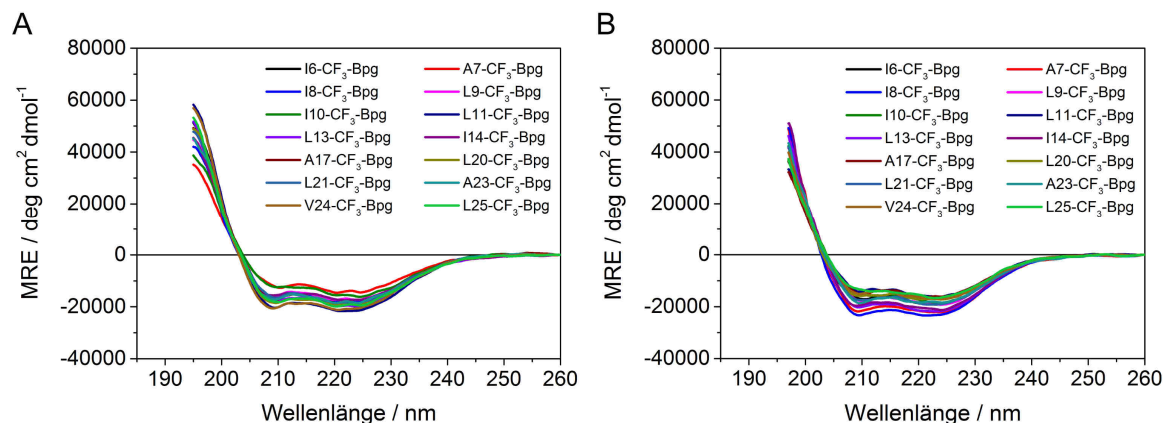 A
MRE / deg cm² dmol⁻¹
80000
60000
40000
20000
0
-20000
-40000
I6-CF₃-Bpg A7-CF₃-Bpg
I8-CF₃-Bpg L9-CF₃-Bpg
I10-CF₃-Bpg L11-CF₃-Bpg
L13-CF₃-Bpg I14-CF₃-Bpg
A17-CF₃-Bpg L20-CF₃-Bpg
L21-CF₃-Bpg A23-CF₃-Bpg
V24-CF₃-Bpg L25-CF₃-Bpg
190 200 210 220 230 240 250 260
Wellenlänge / nm
B
MRE / deg cm² dmol⁻¹
80000
60000
40000
20000
0
-20000
-40000
I6-CF₃-Bpg A7-CF₃-Bpg
I8-CF₃-Bpg L9-CF₃-Bpg
I10-CF₃-Bpg L11-CF₃-Bpg
L13-CF₃-Bpg I14-CF₃-Bpg
A17-CF₃-Bpg L20-CF₃-Bpg
L21-CF₃-Bpg A23-CF₃-Bpg
V24-CF₃-Bpg L25-CF₃-Bpg
190 200 210 220 230 240 250 260
Wellenlänge / nm